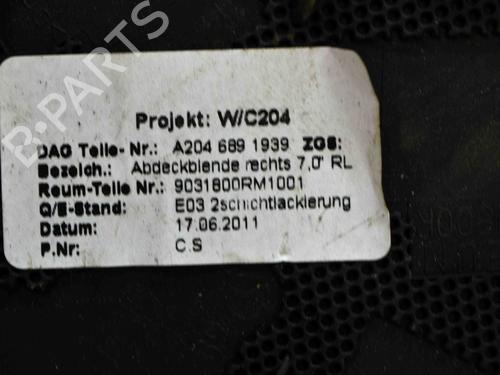 B-PARTS
Projekt: W/C204
DAG Teile- Nr.: A204 689 1939 ZGS:
Bezeich.: Abdeckblende rechts 7,0" RL
Reum-Teile Nr.: 9031800RM1001
Q/E-Stand: E03 2schichtlackierung
Datum: 17.06.2011
P.Nr: C.S